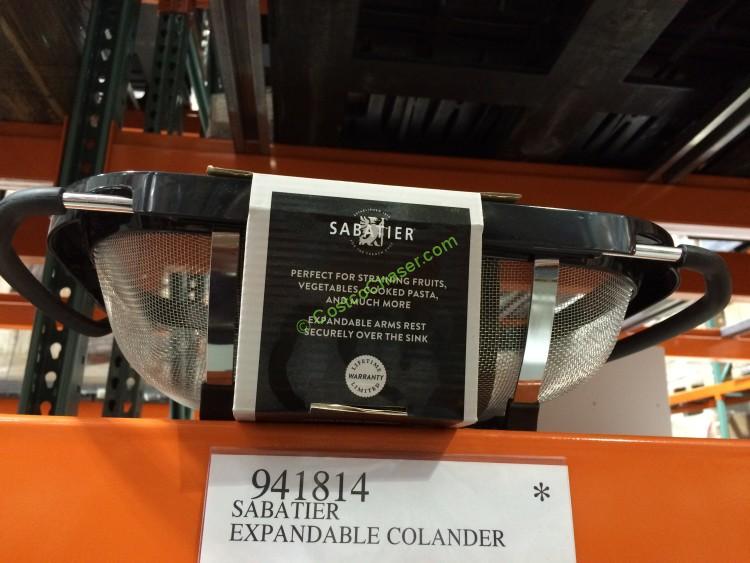 SABATIER
PERFECT FOR STRAINING FRUITS,
VEGETABLES, COOKED PASTA,
AND MUCH MORE
EXPANDABLE ARMS REST
SECURELY OVER THE SINK
LIFETIME
WARRANTY
LIMITED
© CostcoChaser.com
941814 *
SABATIER
EXPANDABLE COLANDER